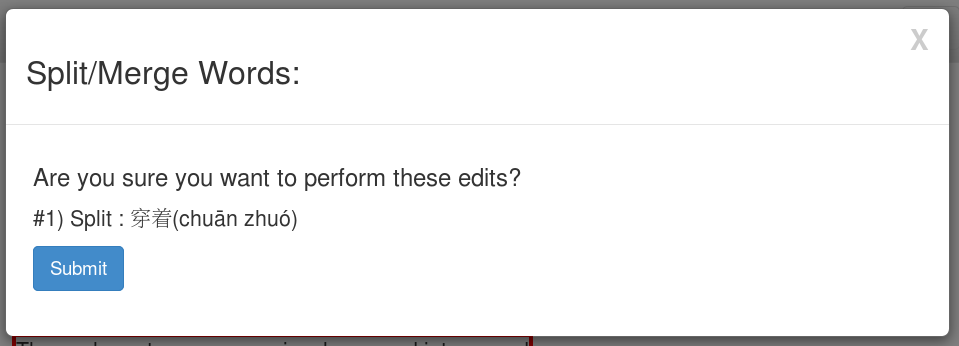 X
Split/Merge Words:
Are you sure you want to perform these edits?
#1) Split : 穿着(chuān zhuó)
Submit